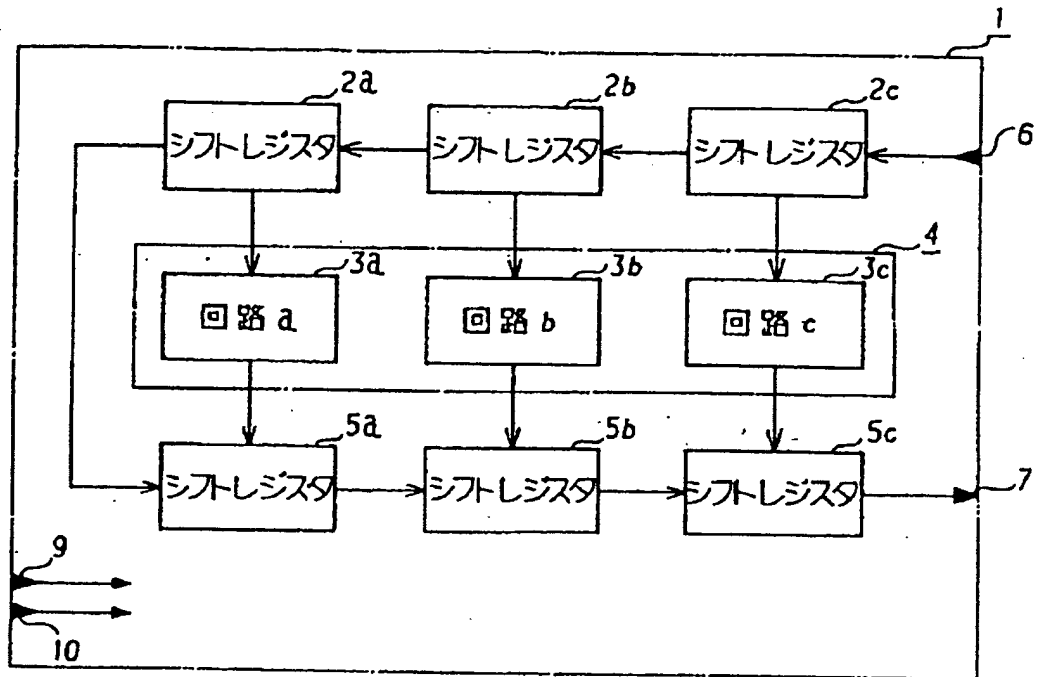 1
2a 2b 2c
シフトレジスタ シフトレジスタ シフトレジスタ
6
4
3a 3b 3c
回路a 回路b 回路c
5a 5b 5c
シフトレジスタ シフトレジスタ シフトレジスタ
7
9
10